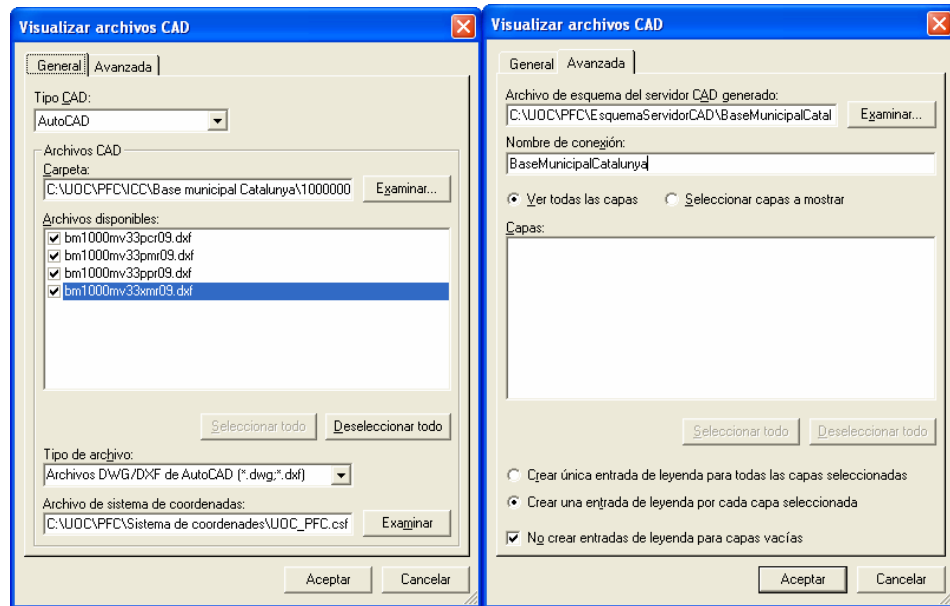 Visualizar archivos CAD
General Avanzada
Tipo CAD:
AutoCAD
Archivos CAD
Carpeta:
C:\UOC\PFC\ICC\Base municipal Catalunya\1000000
Examinar...
Archivos disponibles:
bm1000mv33pcr09.dxf
bm1000mv33pmr09.dxf
bm1000mv33ppr09.dxf
bm1000mv33xmr09.dxf
Seleccionar todo Deseleccionar todo
Tipo de archivo:
Archivos DWG/DXF de AutoCAD (*.dwg;*.dxf)
Archivo de sistema de coordenadas:
C:\UOC\PFC\Sistema de coordenades\UOC_PFC.csf
Examinar
Aceptar Cancelar
Visualizar archivos CAD
General Avanzada
Archivo de esquema del servidor CAD generado:
C:\UOC\PFC\EsquemaServidorCAD\BaseMunicipalCatal
Examinar...
Nombre de conexión:
BaseMunicipalCatalunya
Ver todas las capas Seleccionar capas a mostrar
Capas:
Seleccionar todo Deseleccionar todo
Crear única entrada de leyenda para todas las capas seleccionadas
Crear una entrada de leyenda por cada capa seleccionada
No crear entradas de leyenda para capas vacías
Aceptar Cancelar